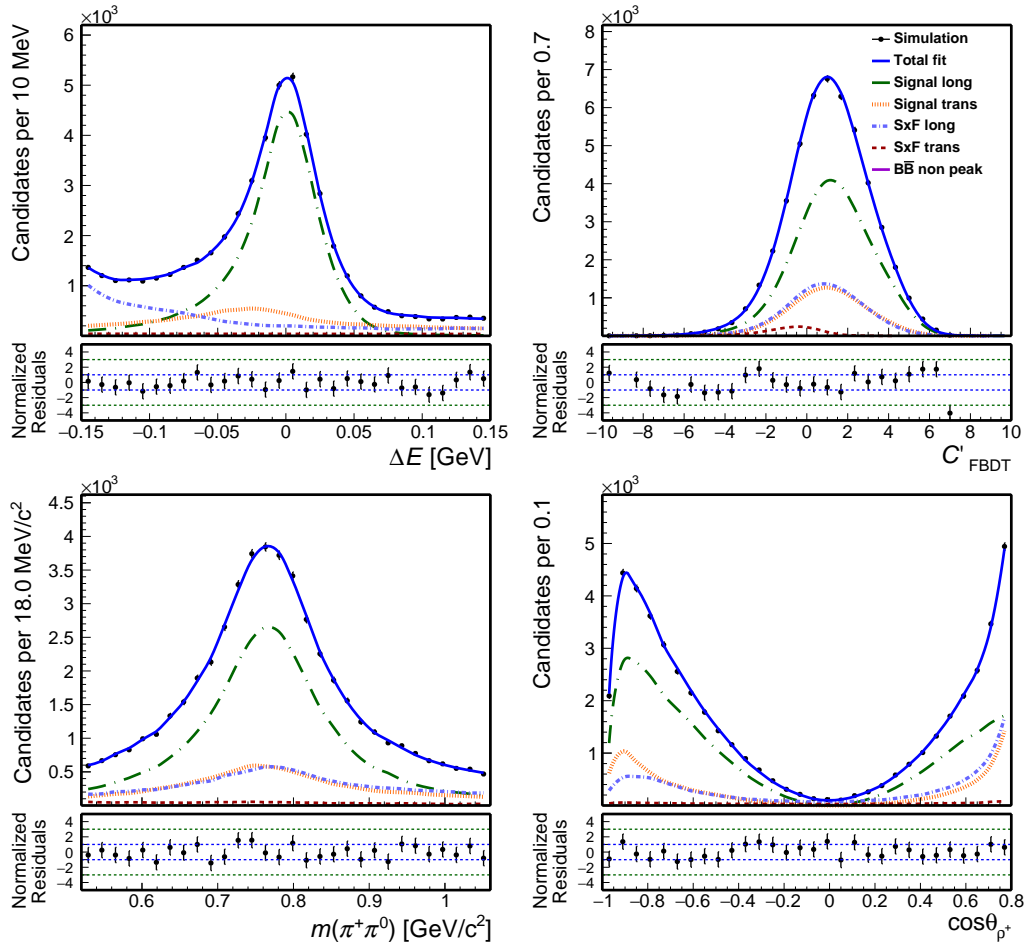 ×10³
Candidates per 10 MeV
6
5
4
3
2
1
Normalized
Residuals
4
2
0
−2
−4
−0.15 −0.1 −0.05 0 0.05 0.1 0.15
ΔE [GeV]
×10³
Candidates per 0.7
8
7
6
5
4
3
2
1
Simulation
Total fit
Signal long
Signal trans
SxF long
SxF trans
BB̅ non peak
Normalized
Residuals
4
2
0
−2
−4
−10 −8 −6 −4 −2 0 2 4 6 8 10
C'FBDT
×10³
Candidates per 18.0 MeV/c²
4.5
4
3.5
3
2.5
2
1.5
1
0.5
Normalized
Residuals
4
2
0
−2
−4
0.6 0.7 0.8 0.9 1
m(π⁺π⁰) [GeV/c²]
×10³
Candidates per 0.1
6
5
4
3
2
1
Normalized
Residuals
4
2
0
−2
−4
−1 −0.8 −0.6 −0.4 −0.2 0 0.2 0.4 0.6 0.8
cosθρ⁺